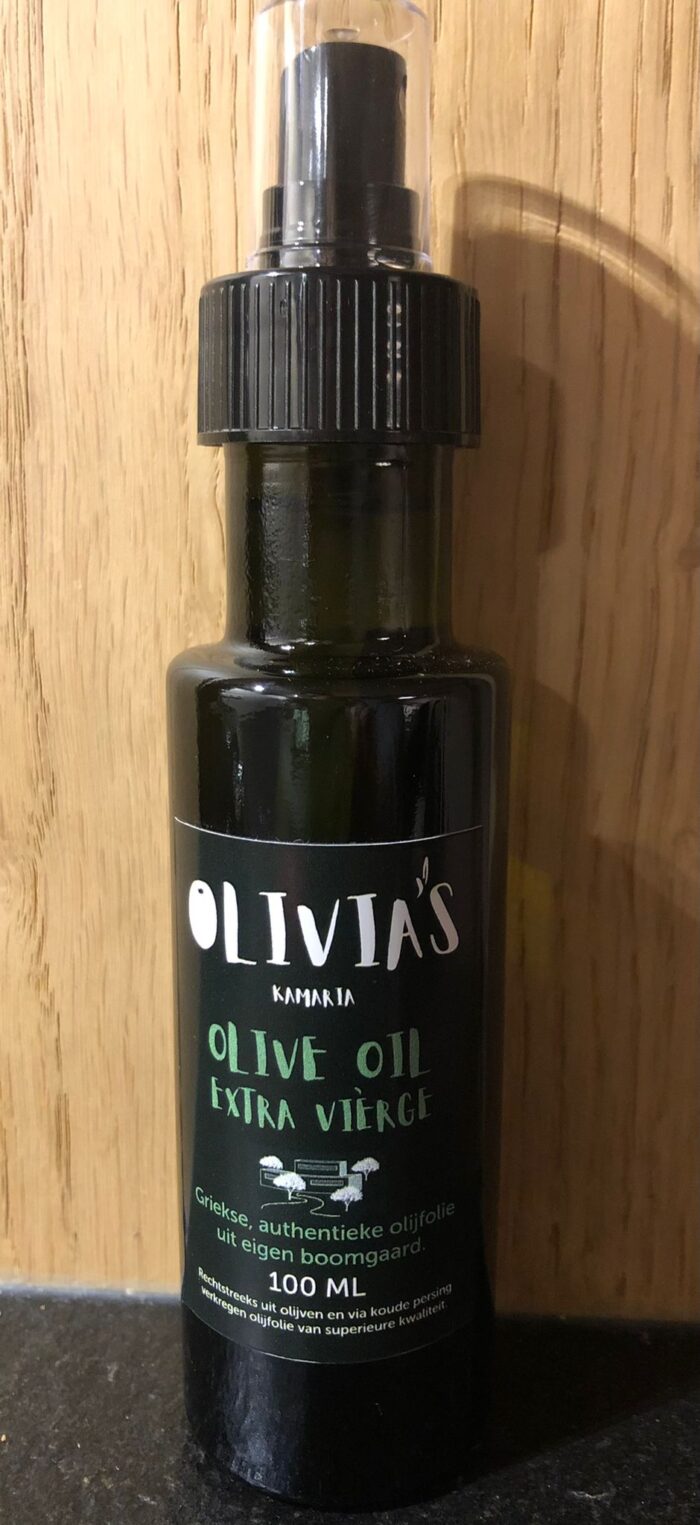 OLIVIA'S
KAMARIA
OLIVE OIL
EXTRA VIÈRGE
Griekse, authentieke olijfolie
uit eigen boomgaard.
100 ML
Rechtstreeks uit olijven en via koude persing
verkregen olijfolie van superieure kwaliteit.